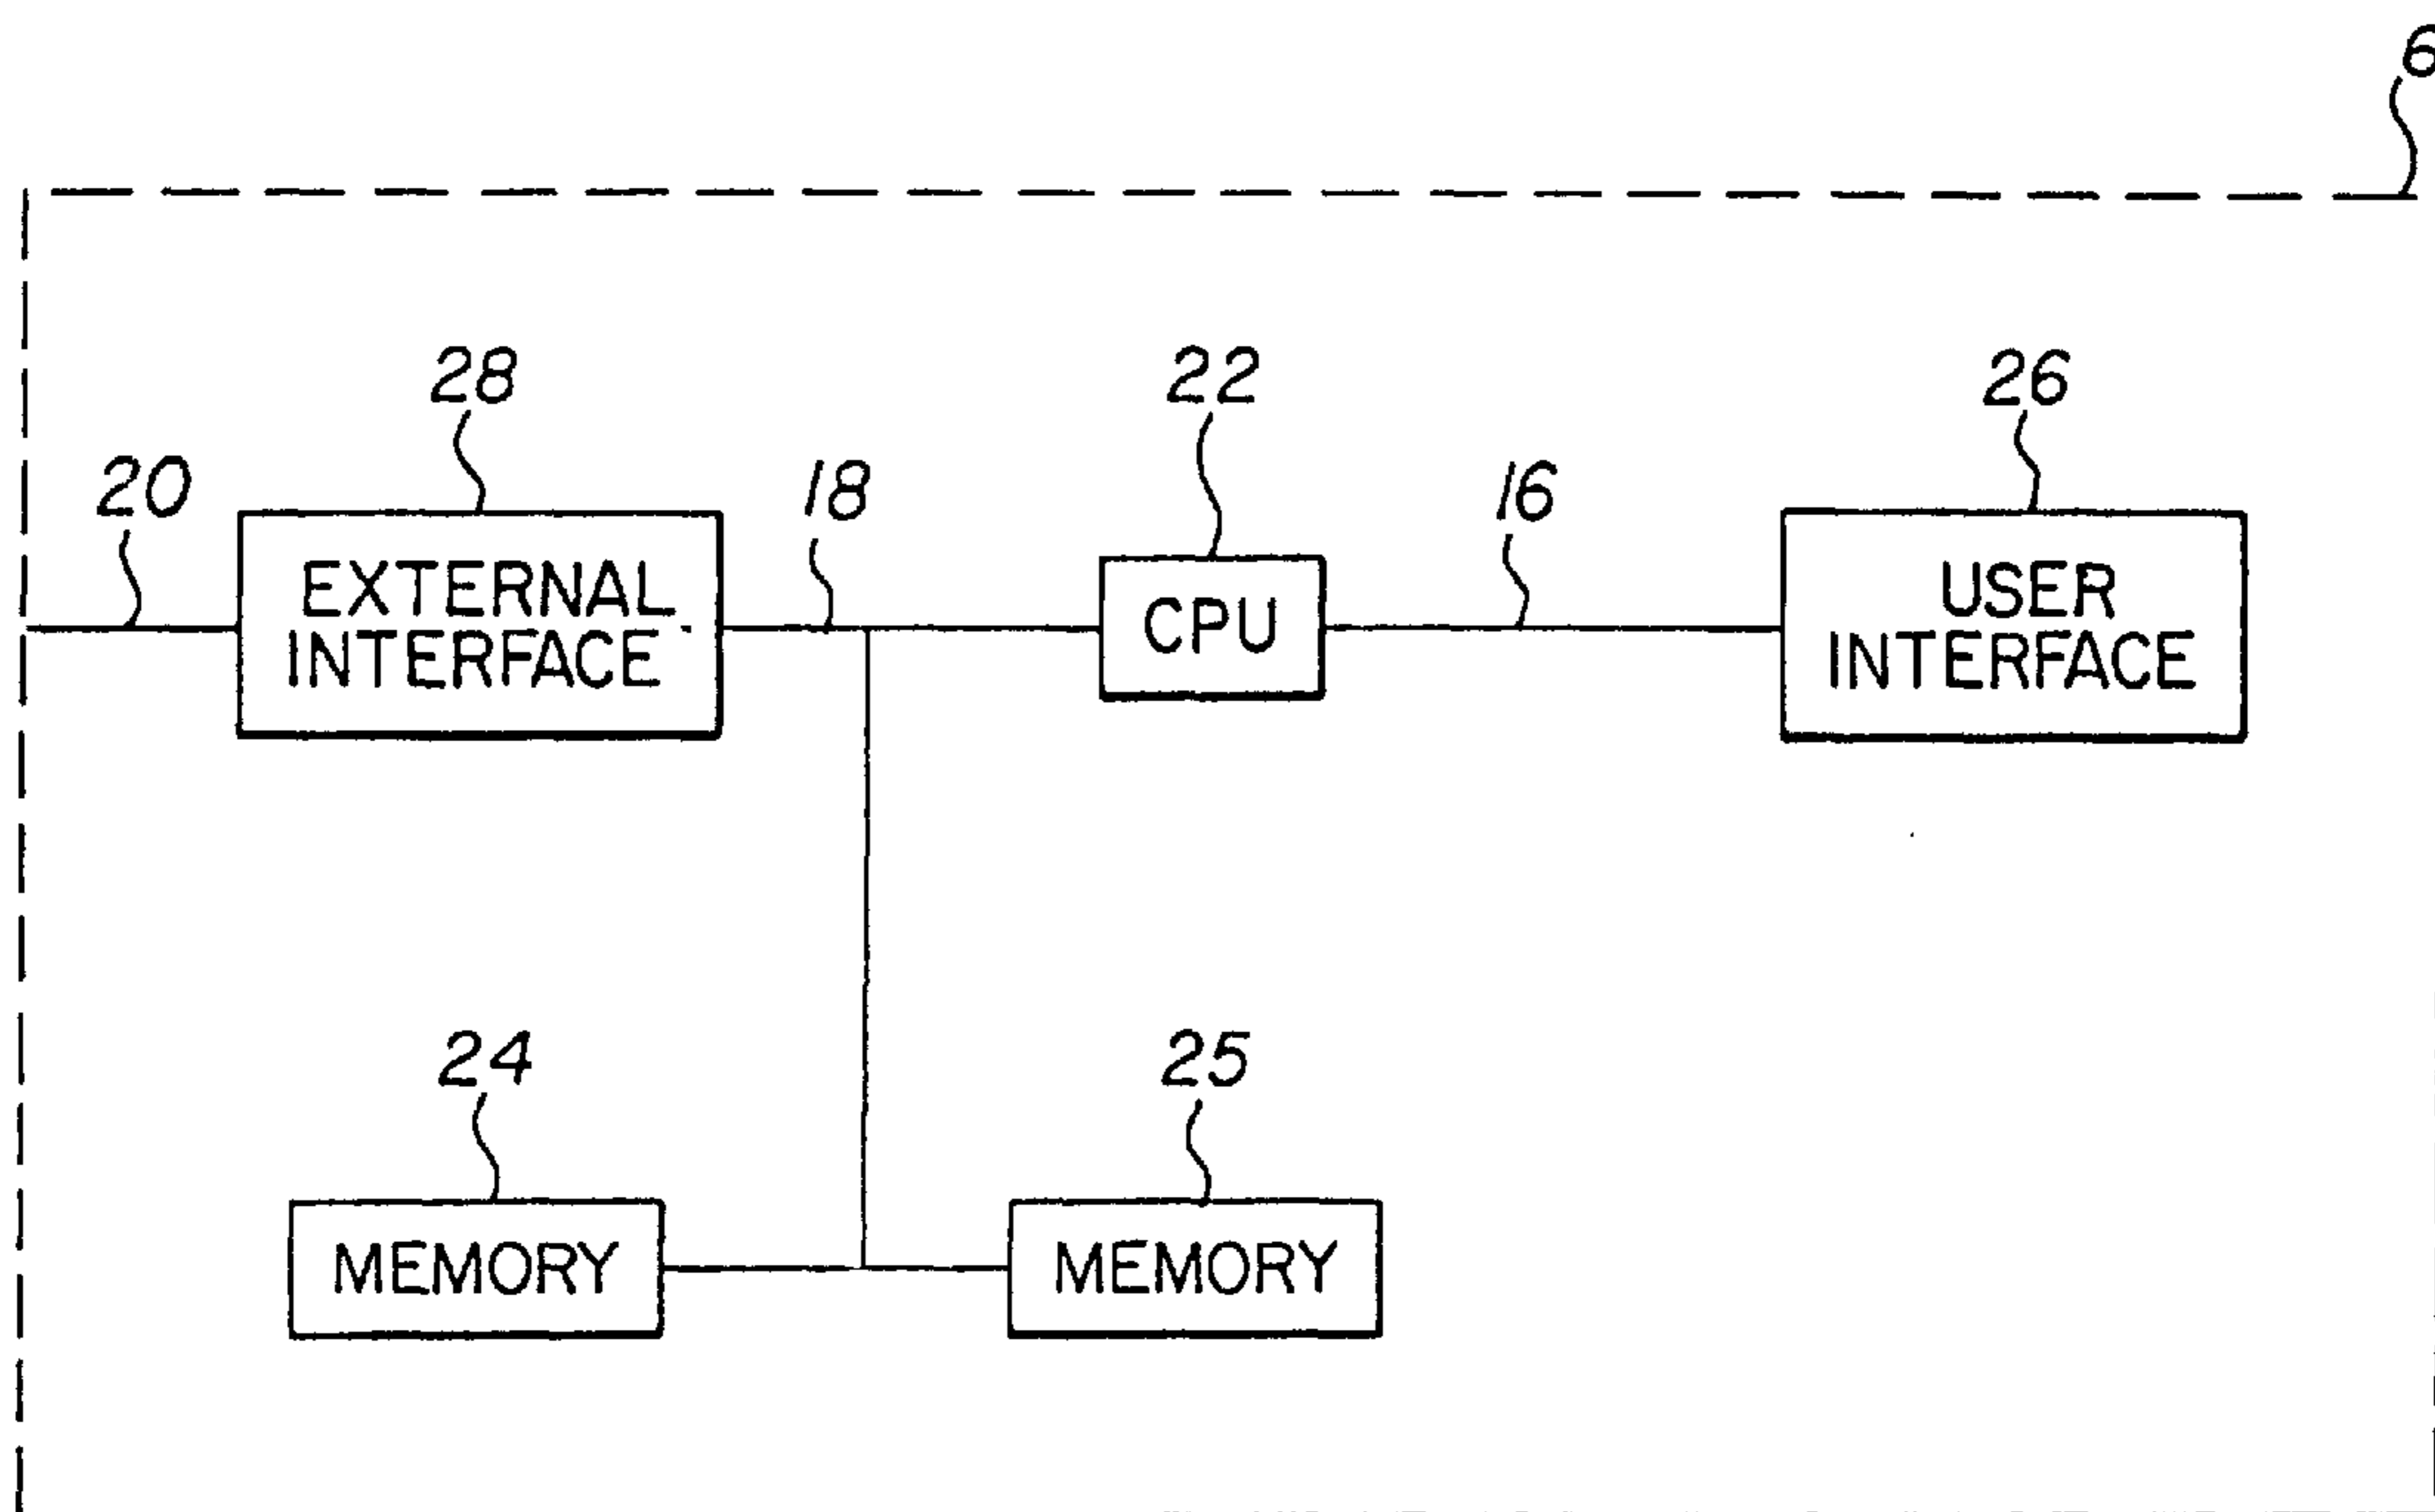 6
28
22
26
20
18
16
EXTERNAL
INTERFACE
CPU
USER
INTERFACE
24
25
MEMORY
MEMORY